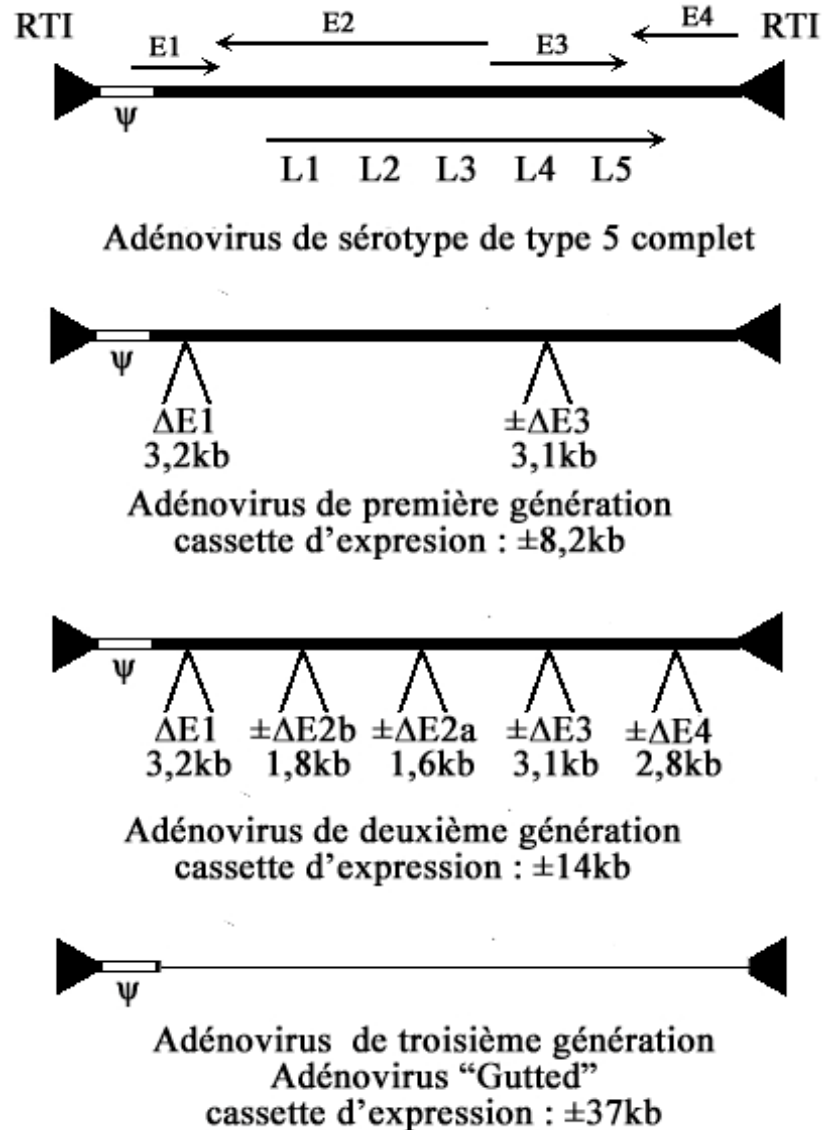 RTI E1 E2 E3 E4 RTI
ψ
L1 L2 L3 L4 L5
Adénovirus de sérotype de type 5 complet
ψ
ΔE1 ±ΔE3
3,2kb 3,1kb
Adénovirus de première génération
cassette d'expresion : ±8,2kb
ψ
ΔE1 ±ΔE2b ±ΔE2a ±ΔE3 ±ΔE4
3,2kb 1,8kb 1,6kb 3,1kb 2,8kb
Adénovirus de deuxième génération
cassette d'expression : ±14kb
ψ
Adénovirus de troisième génération
Adénovirus “Gutted”
cassette d'expression : ±37kb